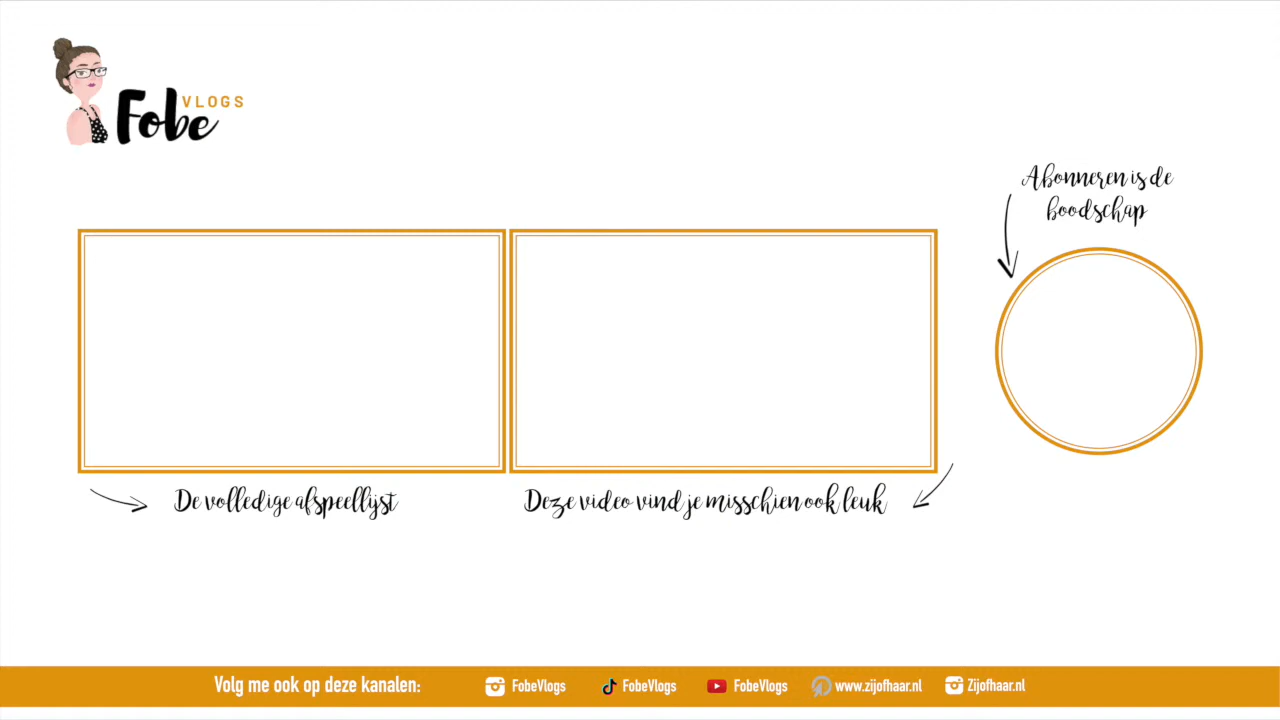 VLOGS
Fobe
Abonneren is de
boodschap
De volledige afspeellijst
Deze video vind je misschien ook leuk
Volg me ook op deze kanalen: FobeVlogs FobeVlogs FobeVlogs www.zijofhaar.nl Zijofhaar.nl